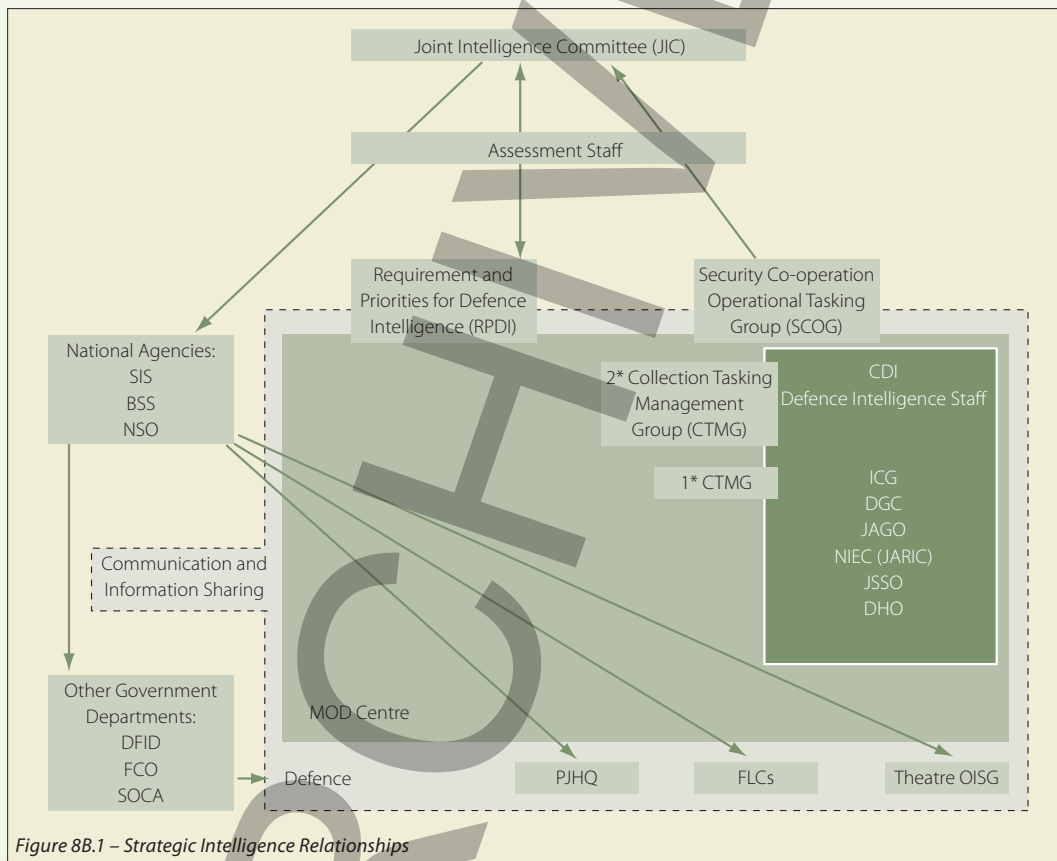 Joint Intelligence Committee (JIC)
Assessment Staff
Requirement and
Priorities for Defence
Intelligence (RPDI)
Security Co-operation
Operational Tasking
Group (SCOG)
National Agencies:
SIS
BSS
NSO
2* Collection Tasking
Management
Group (CTMG)
1* CTMG
CDI
Defence Intelligence Staff
ICG
DGC
JAGO
NIEC (JARIC)
JSSO
DHO
Communication and
Information Sharing
Other Government
Departments:
DFID
FCO
SOCA
MOD Centre
Defence
PJHQ
FLCs
Theatre OISG
Figure 8B.1 – Strategic Intelligence Relationships